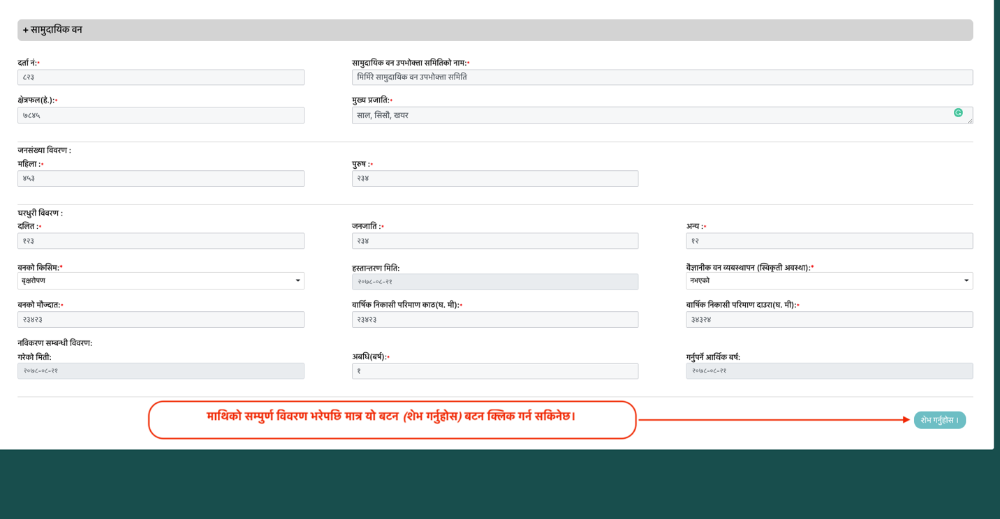 + सामुदायिक वन
दर्ता नं:*
सामुदायिक वन उपभोक्ता समितिको नाम:*
८२३
मिमिरे सामुदायिक वन उपभोक्ता समिति
क्षेत्रफल(हे.):*
मुख्य प्रजाति:*
७८४५
साल, सिसौ, खयर
जनसंख्या विवरण :
महिला :*
पुरुष :*
४५३
२३४
घरधुरी विवरण :
दलित :*
जनजाति :*
अन्य :*
१२३
२३४
१२
वनको किसिम:*
हस्तान्तरण मिति:
वैज्ञानीक वन व्यबस्थापन (स्विकृती अवस्था):*
वृक्षरोपण
२०७८-०८-२१
नभएको
वनको मौज्दात:*
वार्षिक निकासी परिमाण काठ(घ. मी):*
वार्षिक निकासी परिमाण दाउरा(घ. मी):*
२३४२३
२३४२३
३४३२४
नविकरण सम्बन्धी विवरण:
गरेको मिती:
अबधि(बर्ष):*
गर्नुपर्ने आर्थिक बर्ष:
२०७८-०८-२१
१
२०७८-०८-२१
माथिको सम्पुर्ण विवरण भरेपछि मात्र यो बटन (शेभ गर्नुहोस) बटन क्लिक गर्न सकिनेछ।
शेभ गर्नुहोस ।